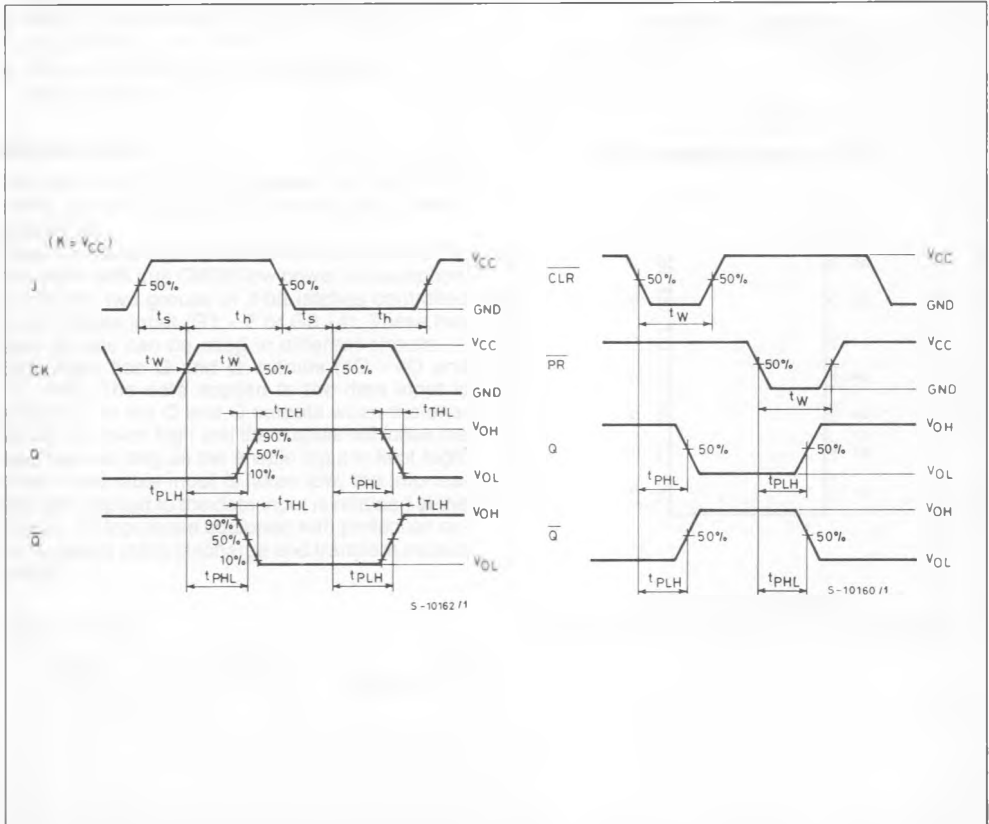 (K = VCC)
J
50%
50%
VCC
GND
ts
th
ts
th
CK
tW
tW
50%
50%
VCC
GND
tTLH
tTHL
Q
90%
50%
10%
VOH
VOL
tPLH
tPHL
tTHL
tTLH
Q̅
90%
50%
10%
VOH
VOL
tPHL
tPLH
S-10162/1
C̅L̅R̅
50%
50%
VCC
GND
tW
P̅R̅
50%
VCC
GND
tW
Q
50%
50%
VOH
VOL
tPHL
tPLH
Q̅
50%
50%
VOH
VOL
tPLH
tPHL
S-10160/1